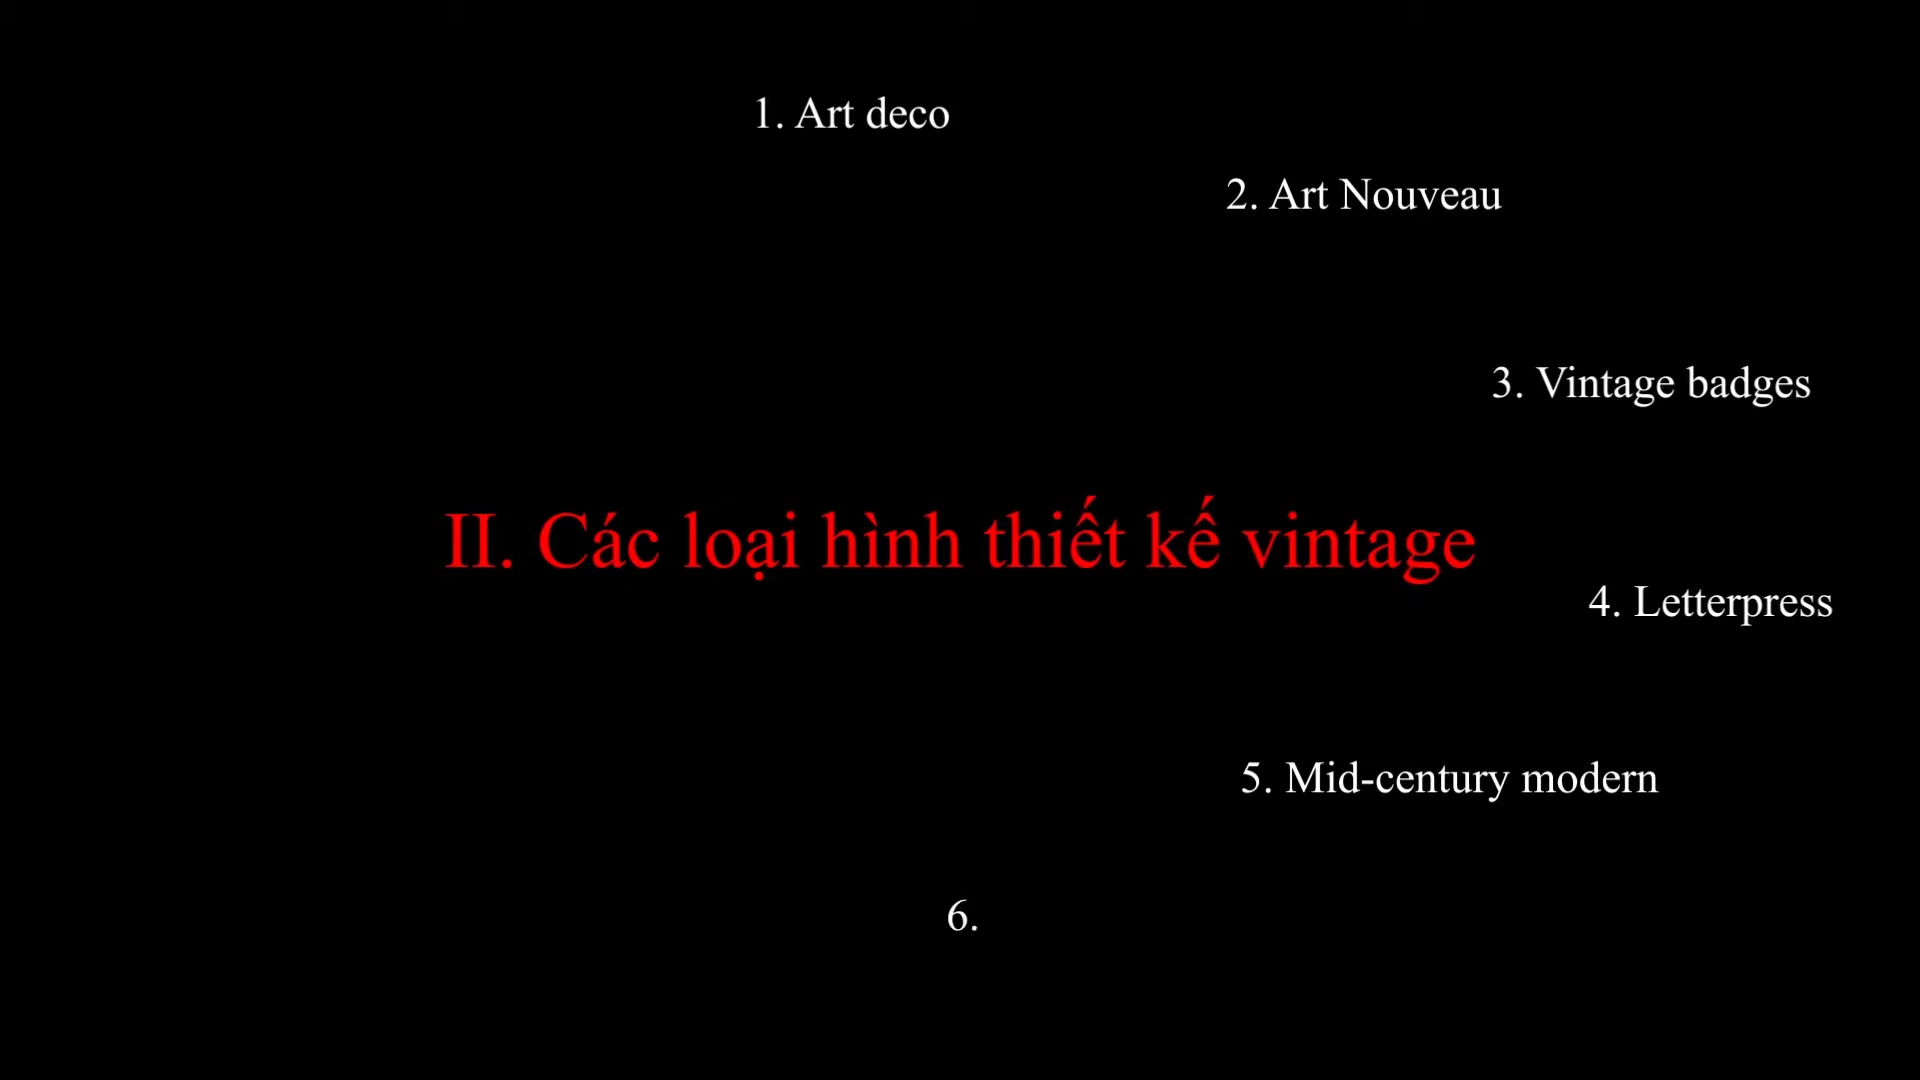 1. Art deco
2. Art Nouveau
3. Vintage badges
II. Các loại hình thiết kế vintage
4. Letterpress
5. Mid-century modern
6.